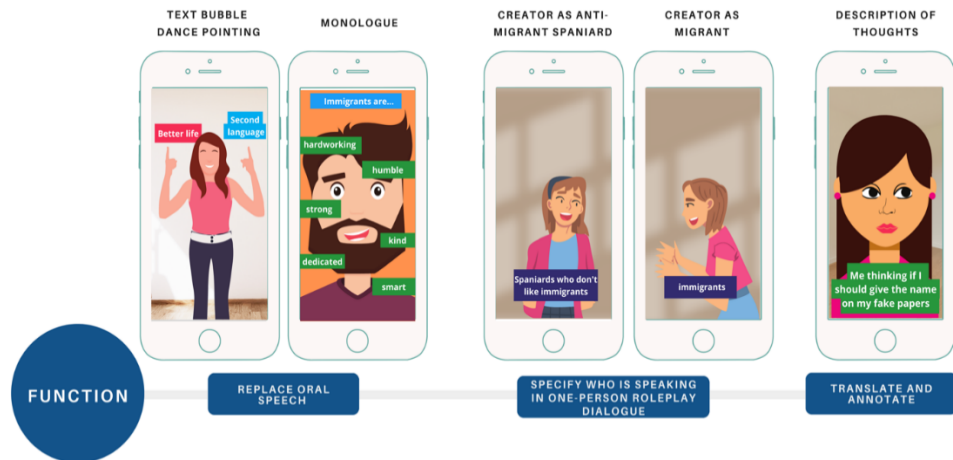 TEXT BUBBLE
DANCE POINTING
MONOLOGUE
CREATOR AS ANTI-
MIGRANT SPANIARD
CREATOR AS
MIGRANT
DESCRIPTION OF
THOUGHTS
Better life
Second
language
Immigrants are...
hardworking
humble
strong
kind
dedicated
smart
Spaniards who don't
like immigrants
immigrants
Me thinking if I
should give the name
on my fake papers
FUNCTION
REPLACE ORAL
SPEECH
SPECIFY WHO IS SPEAKING
IN ONE-PERSON ROLEPLAY
DIALOGUE
TRANSLATE AND
ANNOTATE